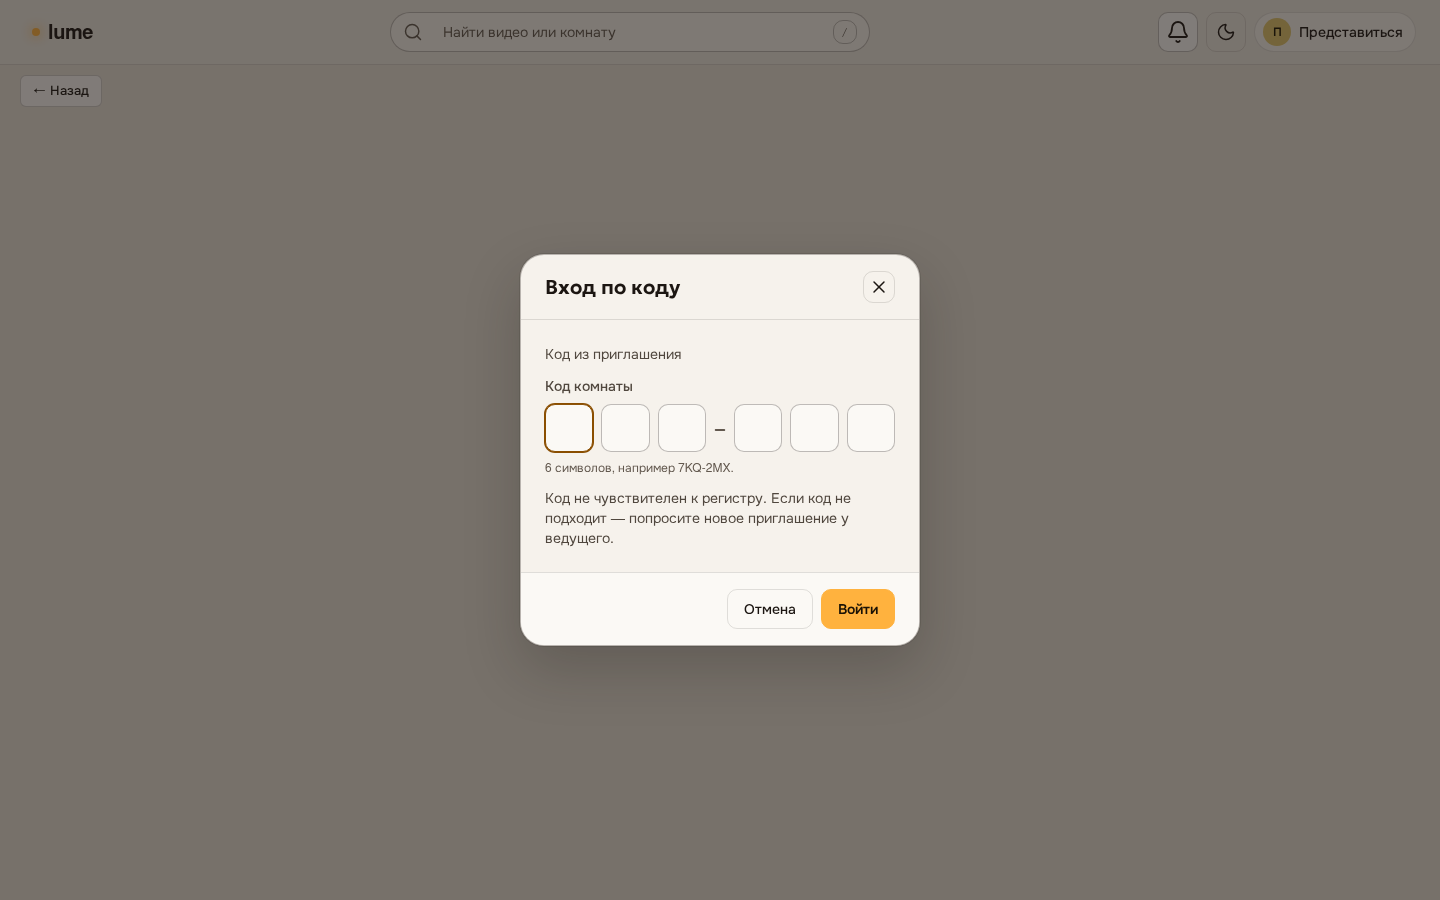 lume
Найти видео или комнату
/
П
Представиться
← Назад
Вход по коду
Код из приглашения
Код комнаты
–
6 символов, например 7KQ-2MX.
Код не чувствителен к регистру. Если код не
подходит — попросите новое приглашение у
ведущего.
Отмена
Войти